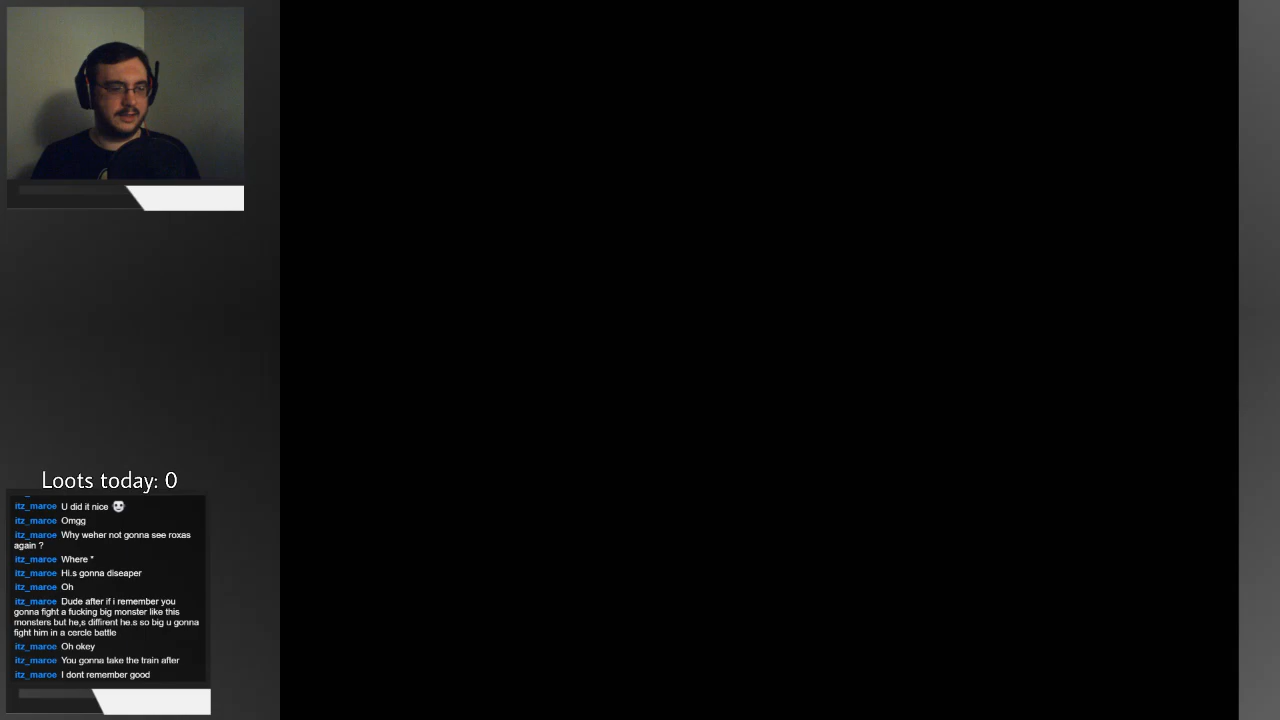 Loots today: 0
itz_maroe U did it nice
itz_maroe Omgg
itz_maroe Why weher not gonna see roxas
again ?
itz_maroe Where *
itz_maroe Hi.s gonna diseaper
itz_maroe Oh
itz_maroe Dude after if i remember you
gonna fight a fucking big monster like this
monsters but he,s diffirent he.s so big u gonna
fight him in a cercle battle
itz_maroe Oh okey
itz_maroe You gonna take the train after
itz_maroe I dont remember good